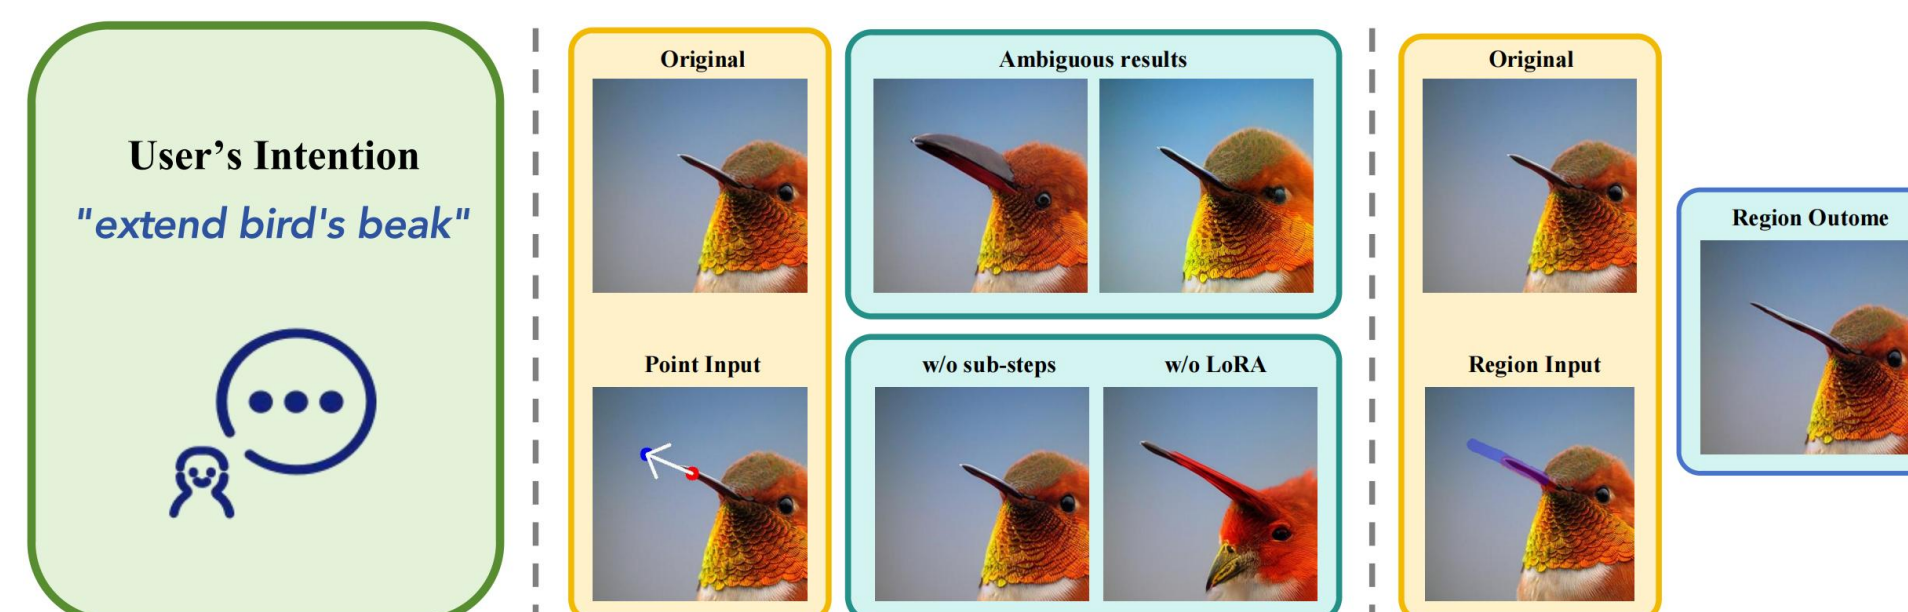 User’s Intention
"extend bird's beak"
Original
Ambiguous results
Point Input
w/o sub-steps
w/o LoRA
Original
Region Input
Region Outome